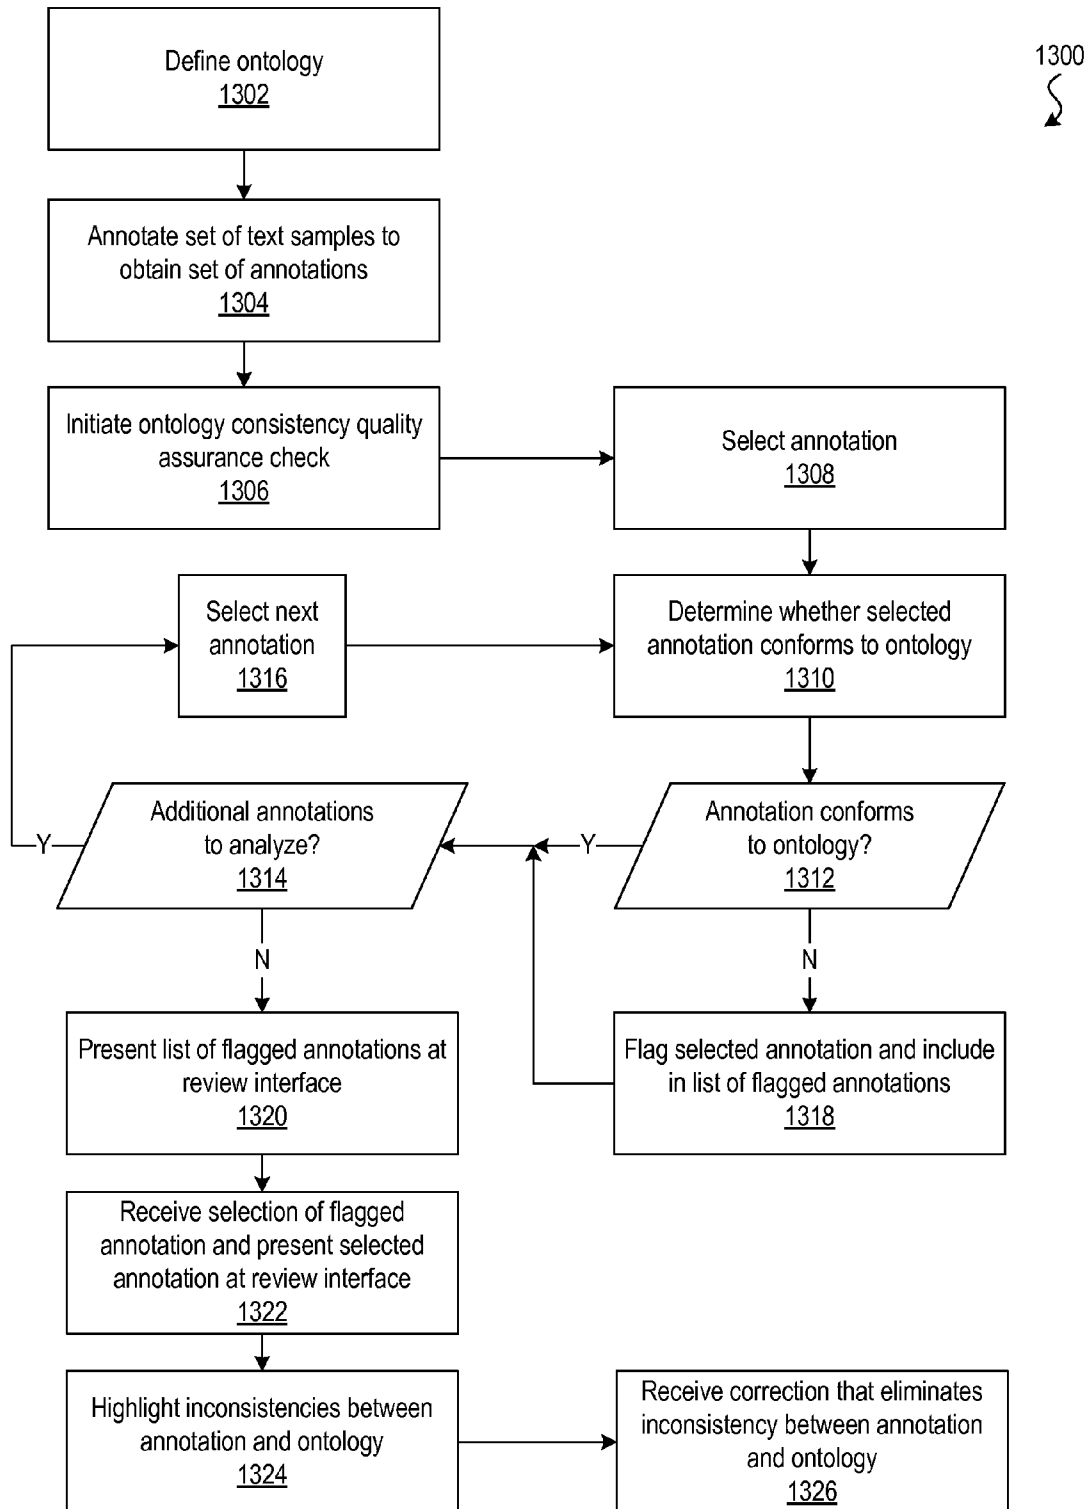 1300
Define ontology
1302
Annotate set of text samples to
obtain set of annotations
1304
Initiate ontology consistency quality
assurance check
1306
Select annotation
1308
Select next
annotation
1316
Determine whether selected
annotation conforms to ontology
1310
Y
Additional annotations
to analyze?
1314
Y
Annotation conforms
to ontology?
1312
N
N
Present list of flagged annotations at
review interface
1320
Flag selected annotation and include
in list of flagged annotations
1318
Receive selection of flagged
annotation and present selected
annotation at review interface
1322
Highlight inconsistencies between
annotation and ontology
1324
Receive correction that eliminates
inconsistency between annotation
and ontology
1326